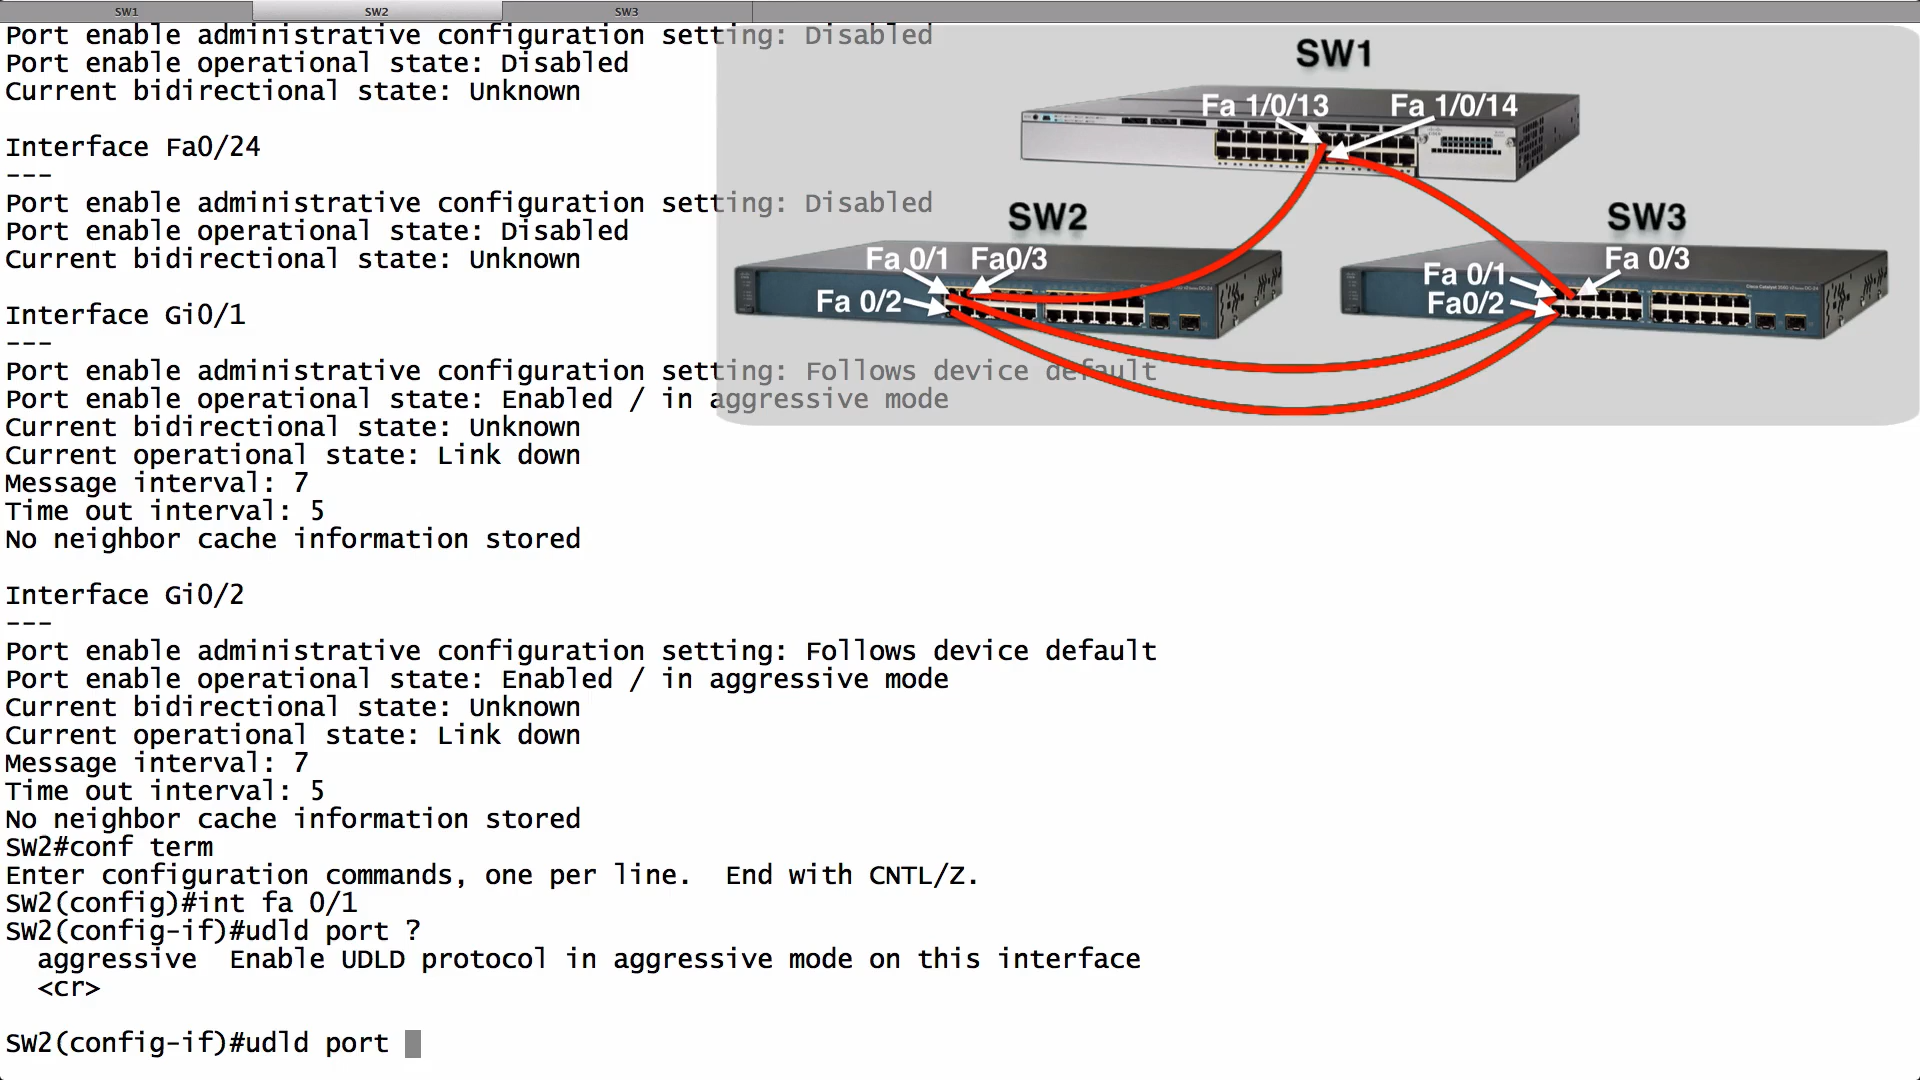 SW1 SW2 SW3
Port enable administrative configuration setting: Disabled
Port enable operational state: Disabled
Current bidirectional state: Unknown
Interface Fa0/24
---
Port enable administrative configuration setting: Disabled
Port enable operational state: Disabled
Current bidirectional state: Unknown
Interface Gi0/1
---
Port enable administrative configuration setting: Follows device default
Port enable operational state: Enabled / in aggressive mode
Current bidirectional state: Unknown
Current operational state: Link down
Message interval: 7
Time out interval: 5
No neighbor cache information stored
Interface Gi0/2
---
Port enable administrative configuration setting: Follows device default
Port enable operational state: Enabled / in aggressive mode
Current bidirectional state: Unknown
Current operational state: Link down
Message interval: 7
Time out interval: 5
No neighbor cache information stored
SW2#conf term
Enter configuration commands, one per line.  End with CNTL/Z.
SW2(config)#int fa 0/1
SW2(config-if)#udld port ?
  aggressive  Enable UDLD protocol in aggressive mode on this interface
  <cr>
SW2(config-if)#udld port
SW1
Fa 1/0/13 Fa 1/0/14
SW2
Fa 0/1 Fa0/3
Fa 0/2
SW3
Fa 0/1 Fa 0/3
Fa0/2